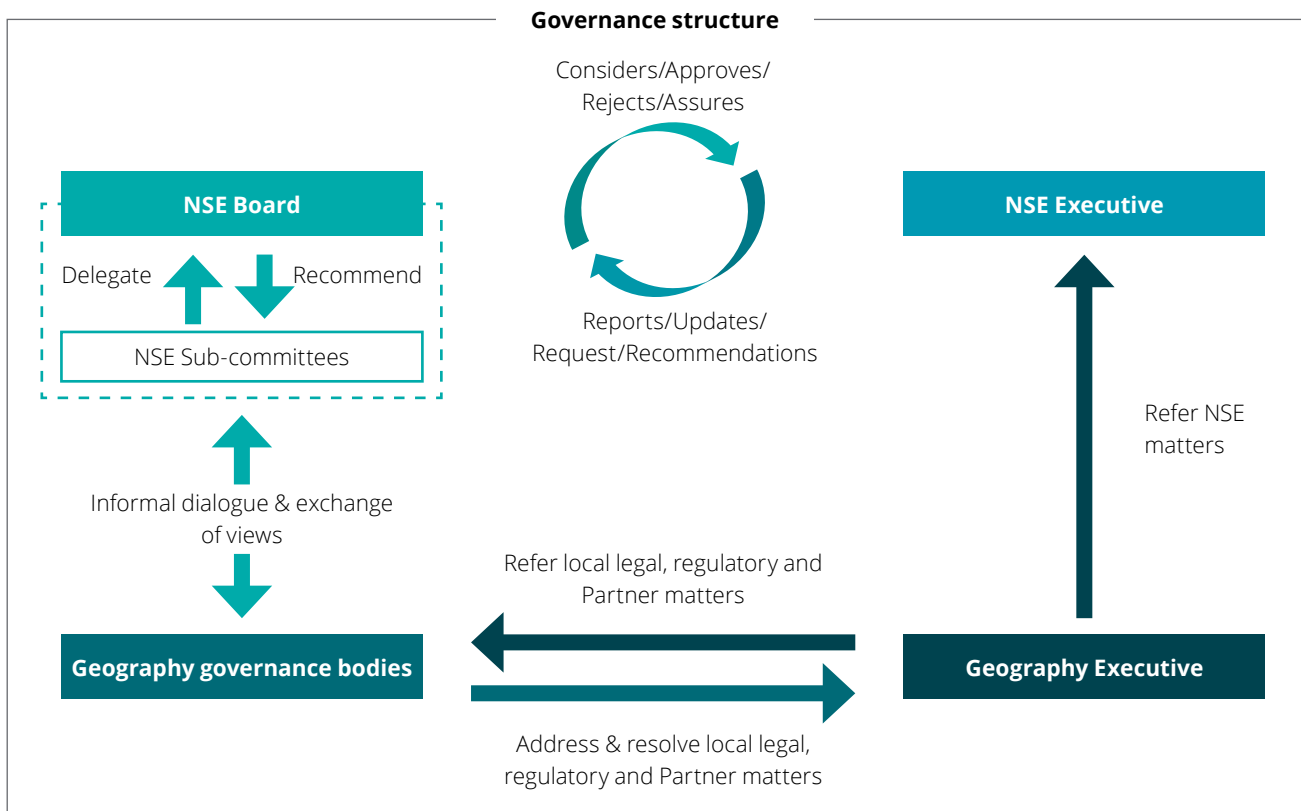 Governance structure
Considers/Approves/
Rejects/Assures
NSE Board
NSE Executive
Delegate
Recommend
NSE Sub-committees
Reports/Updates/
Request/Recommendations
Refer NSE
matters
Informal dialogue & exchange
of views
Refer local legal, regulatory and
Partner matters
Geography governance bodies
Geography Executive
Address & resolve local legal,
regulatory and Partner matters